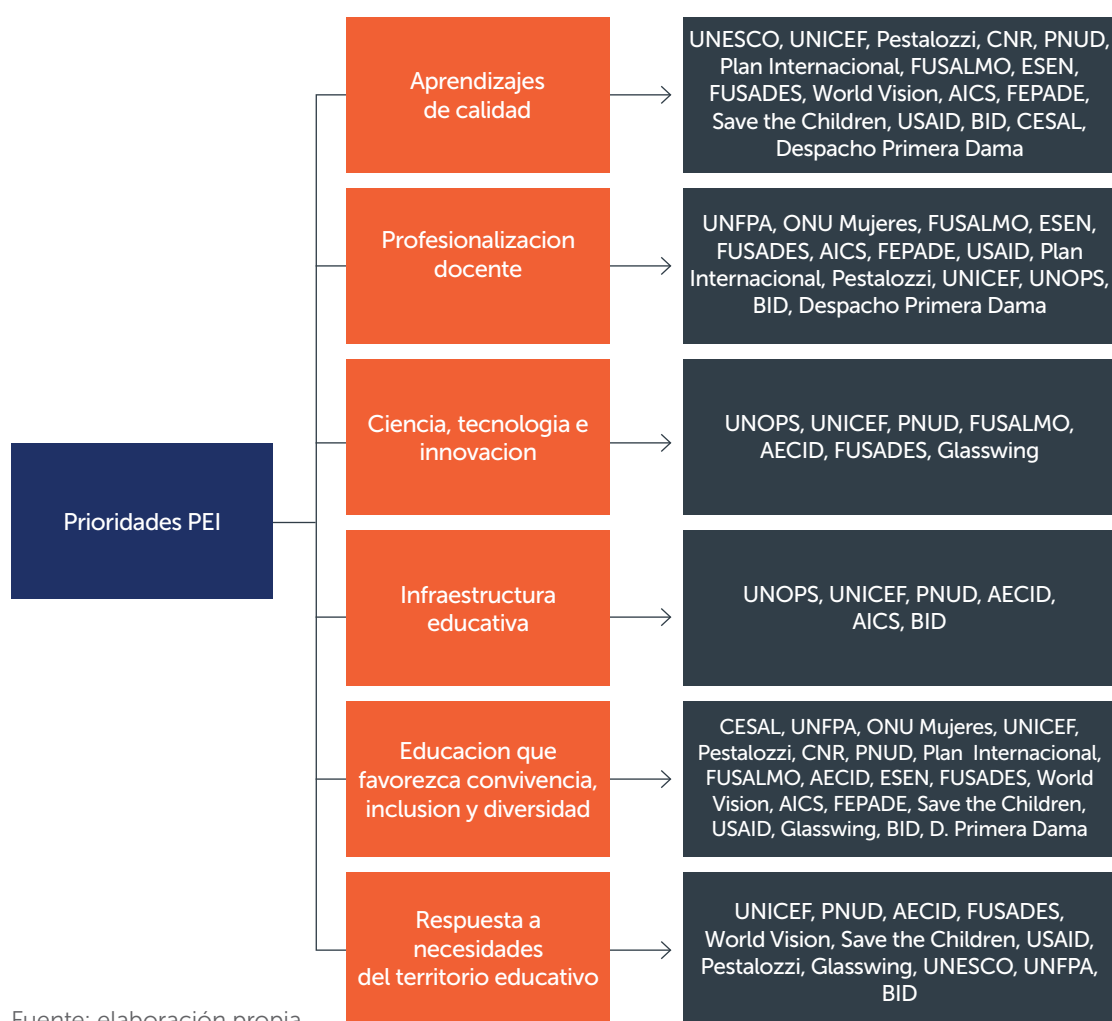 Prioridades PEI
Aprendizajes
de calidad
UNESCO, UNICEF, Pestalozzi, CNR, PNUD,
Plan Internacional, FUSALMO, ESEN,
FUSADES, World Vision, AICS, FEPADE,
Save the Children, USAID, BID, CESAL,
Despacho Primera Dama
Profesionalizacion
docente
UNFPA, ONU Mujeres, FUSALMO, ESEN,
FUSADES, AICS, FEPADE, USAID, Plan
Internacional, Pestalozzi, UNICEF, UNOPS,
BID, Despacho Primera Dama
Ciencia, tecnologia e
innovacion
UNOPS, UNICEF, PNUD, FUSALMO,
AECID, FUSADES, Glasswing
Infraestructura
educativa
UNOPS, UNICEF, PNUD, AECID,
AICS, BID
Educacion que
favorezca convivencia,
inclusion y diversidad
CESAL, UNFPA, ONU Mujeres, UNICEF,
Pestalozzi, CNR, PNUD, Plan Internacional,
FUSALMO, AECID, ESEN, FUSADES, World
Vision, AICS, FEPADE, Save the Children,
USAID, Glasswing, BID, D. Primera Dama
Respuesta a
necesidades
del territorio educativo
UNICEF, PNUD, AECID, FUSADES,
World Vision, Save the Children, USAID,
Pestalozzi, Glasswing, UNESCO, UNFPA,
BID
Fuente: elaboración propia